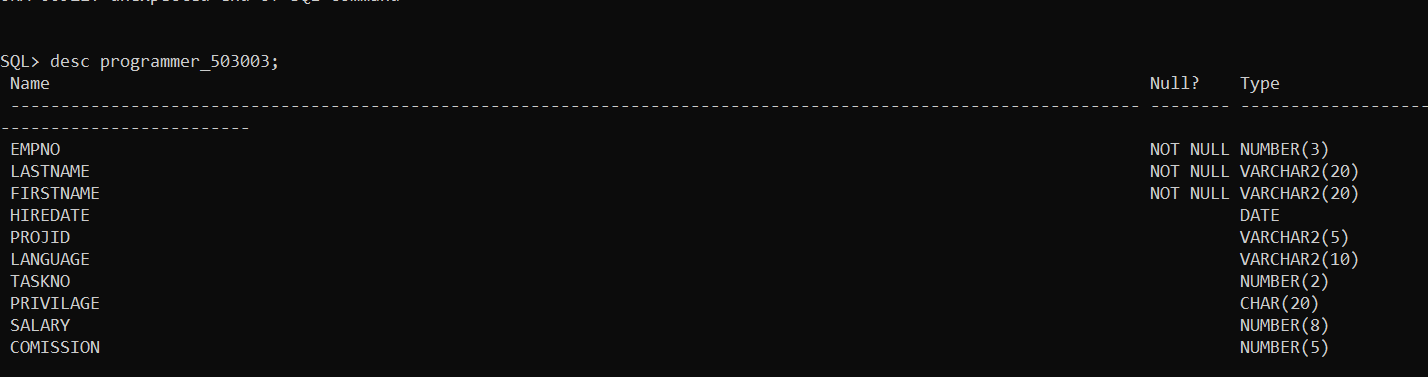 SQL> desc programmer_503003;
Name Null? Type
----------------------------------------------------------------------------------------------------------------- -------- -------------------
-------------------------
EMPNO NOT NULL NUMBER(3)
LASTNAME NOT NULL VARCHAR2(20)
FIRSTNAME NOT NULL VARCHAR2(20)
HIREDATE DATE
PROJID VARCHAR2(5)
LANGUAGE VARCHAR2(10)
TASKNO NUMBER(2)
PRIVILAGE CHAR(20)
SALARY NUMBER(8)
COMISSION NUMBER(5)